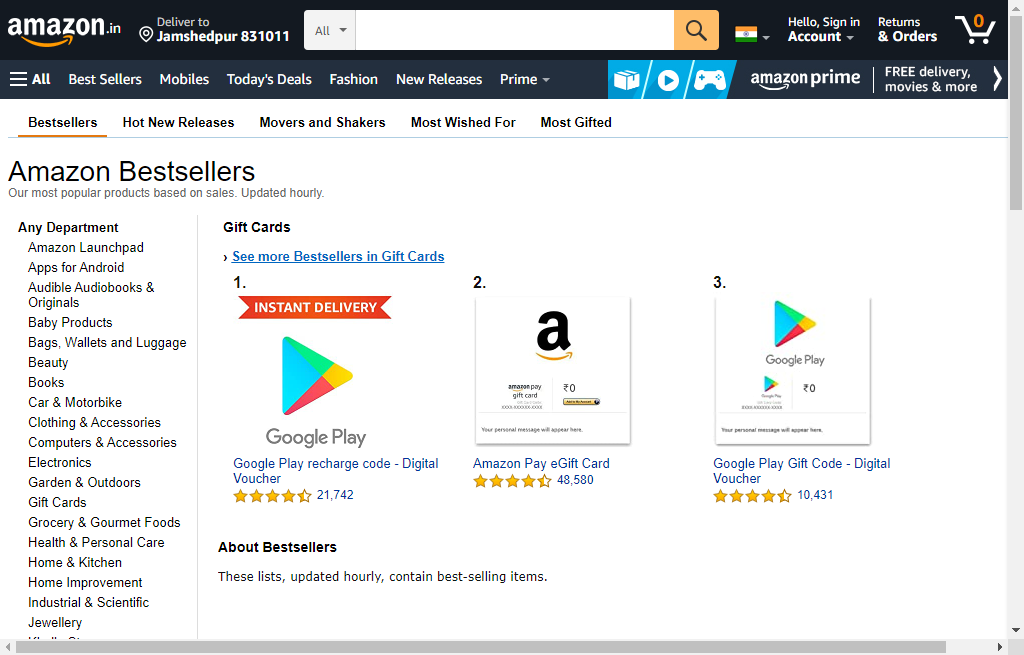 amazon.in
Deliver to
Jamshedpur 831011
All
Hello, Sign in
Account
Returns
& Orders
0
All
Best Sellers
Mobiles
Today's Deals
Fashion
New Releases
Prime
amazon prime
FREE delivery,
movies & more
Bestsellers
Hot New Releases
Movers and Shakers
Most Wished For
Most Gifted
Amazon Bestsellers
Our most popular products based on sales. Updated hourly.
Any Department
Amazon Launchpad
Apps for Android
Audible Audiobooks &
Originals
Baby Products
Bags, Wallets and Luggage
Beauty
Books
Car & Motorbike
Clothing & Accessories
Computers & Accessories
Electronics
Garden & Outdoors
Gift Cards
Grocery & Gourmet Foods
Health & Personal Care
Home & Kitchen
Home Improvement
Industrial & Scientific
Jewellery
Gift Cards
› See more Bestsellers in Gift Cards
1.
INSTANT DELIVERY
Google Play
Google Play recharge code - Digital
Voucher
21,742
2.
a
amazon pay
gift card
₹0
XXXX-XXXXXX-XXXX
Your personal message will appear here.
Amazon Pay eGift Card
48,580
3.
Google Play
Google Play
₹0
XXXX-XXXXXX-XXXX
Your personal message will appear here.
Google Play Gift Code - Digital
Voucher
10,431
About Bestsellers
These lists, updated hourly, contain best-selling items.